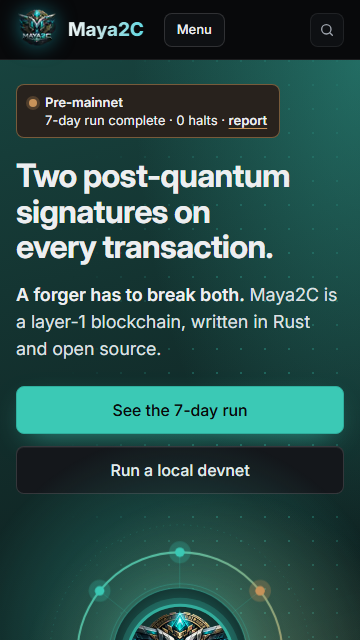 MAYA2C
Maya2C
Menu
Pre-mainnet
7-day run complete · 0 halts · report
Two post-quantum
signatures on
every transaction.
A forger has to break both. Maya2C is
a layer-1 blockchain, written in Rust
and open source.
See the 7-day run
Run a local devnet